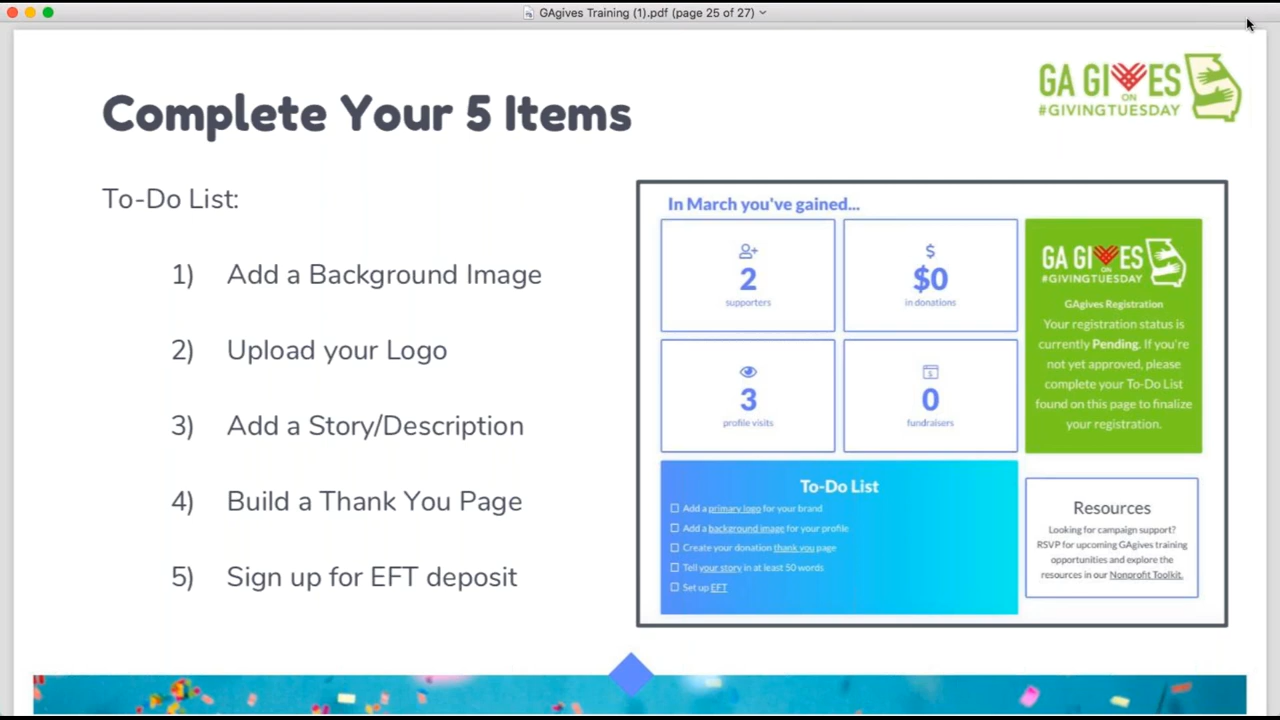 GAgives Training (1).pdf (page 25 of 27)
GA GIVES
ON
#GIVINGTUESDAY
Complete Your 5 Items
To-Do List:
1) Add a Background Image
2) Upload your Logo
3) Add a Story/Description
4) Build a Thank You Page
5) Sign up for EFT deposit
In March you've gained...
2
supporters
$0
in donations
3
profile visits
0
fundraisers
GA GIVES
ON
#GIVINGTUESDAY
GAgives Registration
Your registration status is
currently Pending. If you're
not yet approved, please
complete your To-Do List
found on this page to finalize
your registration.
To-Do List
Add a primary logo for your brand
Add a background image for your profile
Create your donation thank you page
Tell your story in at least 50 words
Set up EFT
Resources
Looking for campaign support?
RSVP for upcoming GAgives training
opportunities and explore the
resources in our Nonprofit Toolkit.